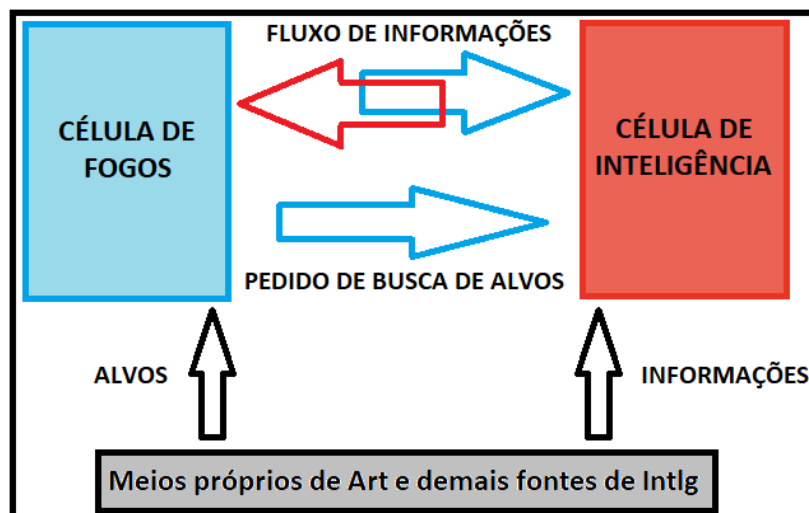 FLUXO DE INFORMAÇÕES
CÉLULA DE
FOGOS
CÉLULA DE
INTELIGÊNCIA
PEDIDO DE BUSCA DE ALVOS
ALVOS
INFORMAÇÕES
Meios próprios de Art e demais fontes de Intlg